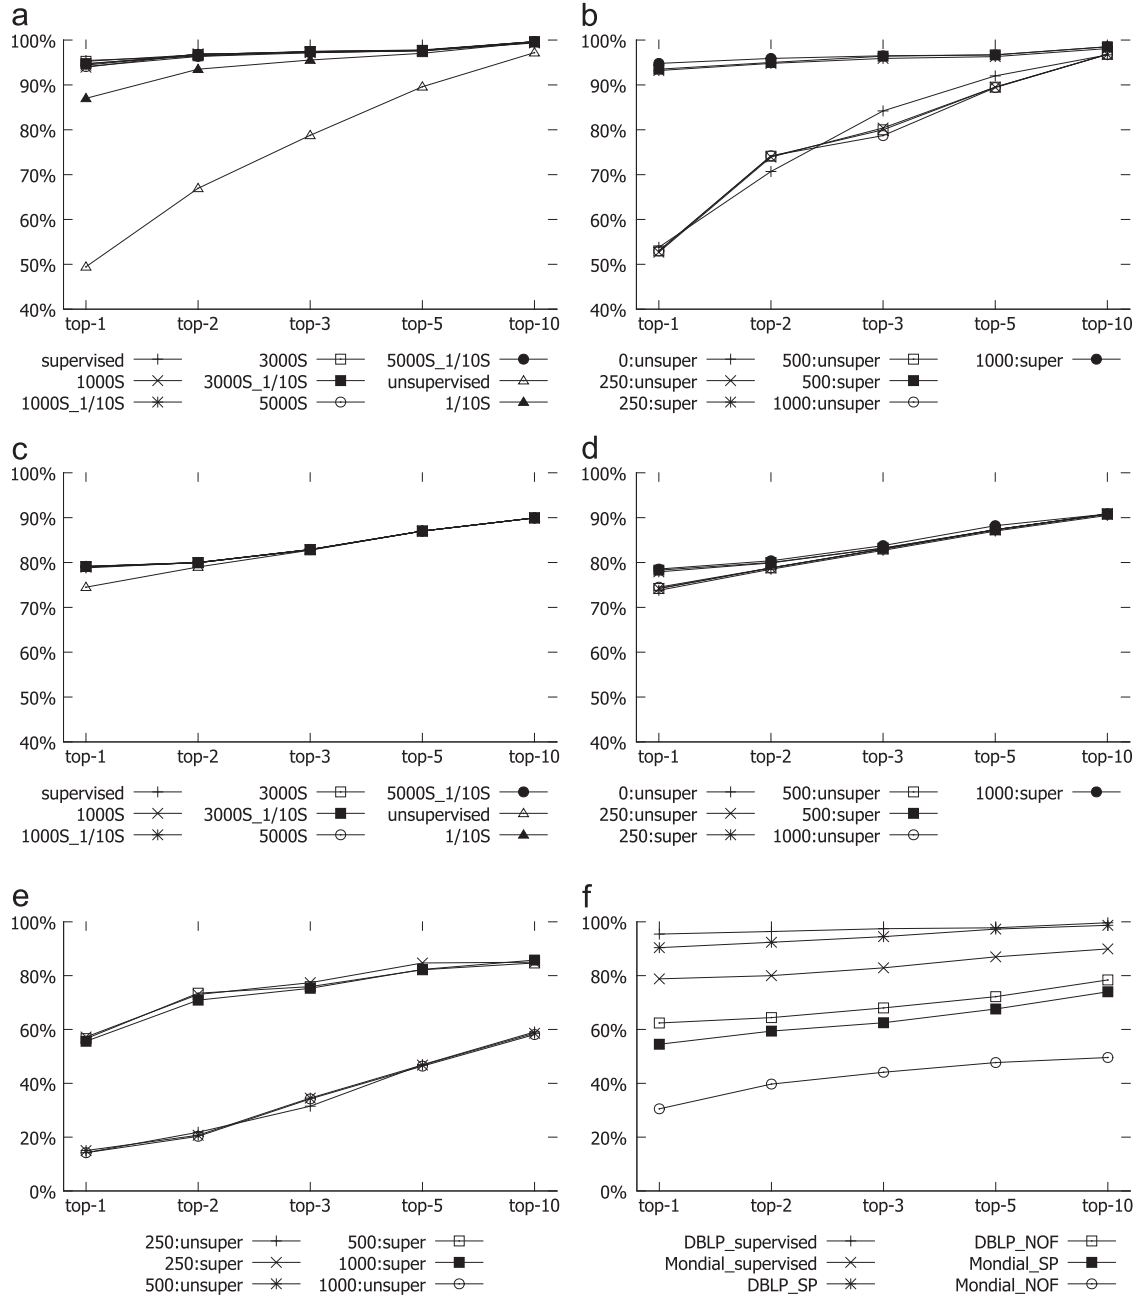 a
100%
90%
80%
70%
60%
50%
40%
top-1 top-2 top-3 top-5 top-10
supervised 3000S 5000S_1/10S
1000S 3000S_1/10S unsupervised
1000S_1/10S 5000S 1/10S
b
100%
90%
80%
70%
60%
50%
40%
top-1 top-2 top-3 top-5 top-10
0:unsuper 500:unsuper 1000:super
250:unsuper 500:super
250:super 1000:unsuper
c
100%
90%
80%
70%
60%
50%
40%
top-1 top-2 top-3 top-5 top-10
supervised 3000S 5000S_1/10S
1000S 3000S_1/10S unsupervised
1000S_1/10S 5000S 1/10S
d
100%
90%
80%
70%
60%
50%
40%
top-1 top-2 top-3 top-5 top-10
0:unsuper 500:unsuper 1000:super
250:unsuper 500:super
250:super 1000:unsuper
e
100%
80%
60%
40%
20%
0%
top-1 top-2 top-3 top-5 top-10
250:unsuper 500:super
250:super 1000:super
500:unsuper 1000:unsuper
f
100%
80%
60%
40%
20%
0%
top-1 top-2 top-3 top-5 top-10
DBLP_supervised DBLP_NOF
Mondial_supervised Mondial_SP
DBLP_SP Mondial_NOF